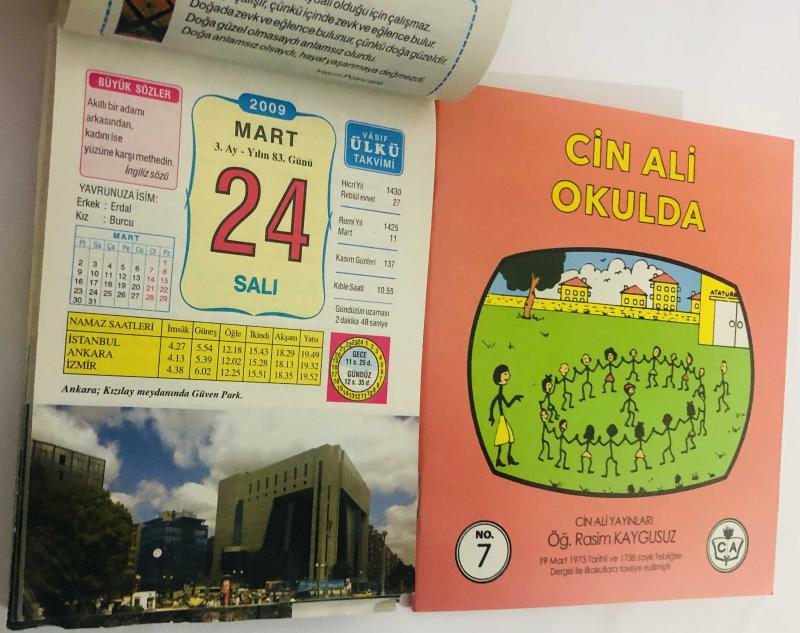 olduğu için çalışmaz.
çünkü içinde zevk ve eğlence bulur.
Doğada zevk ve eğlence bulunur, çünkü doğa güzeldir.
Doğa güzel olmasaydı anlamsız olurdu.
Doğa anlamsız olsaydı, hayat yaşanmaya değmezdi.
Henri Poincaré
BÜYÜK SÖZLER
Akıllı bir adamı
arkasından,
kadını ise
yüzüne karşı methedin.
İngiliz sözü
YAVRUNUZA İSİM:
Erkek : Erdal
Kız : Burcu
MART
Pt Sa Ça Pe Cu Ct Pz
1
2 3 4 5 6 7 8
9 10 11 12 13 14 15
16 17 18 19 20 21 22
23 24 25 26 27 28 29
30 31
2009
MART
3. Ay - Yılın 83. Günü
24
SALI
VÂSIF
ÜLKÜ
TAKVİMİ
Hicri Yıl 1430
Rebiül evvel 27
Rumi Yıl 1425
Mart 11
Kasım Günleri 137
Kıble Saati 10.55
Gündüzün uzaması
2 dakika 48 saniye
NAMAZ SAATLERİ İmsâk Güneş Öğle İkindi Akşam Yatsı
İSTANBUL 4.27 5.54 12.18 15.43 18.29 19.49
ANKARA 4.13 5.39 12.02 15.28 18.13 19.32
İZMİR 4.38 6.02 12.25 15.51 18.35 19.52
GECE
11 s. 25 d.
GÜNDÜZ
12 s. 35 d.
Ankara; Kızılay meydanında Güven Park.
CİN ALİ
OKULDA
ATATÜRK
NO.
7
CİN ALİ YAYINLARI
Öğ. Rasim KAYGUSUZ
19 Mart 1973 Tarihli ve 1738 sayılı Tebliğler
Dergisi ile ilkokullara tavsiye edilmiştir
C A